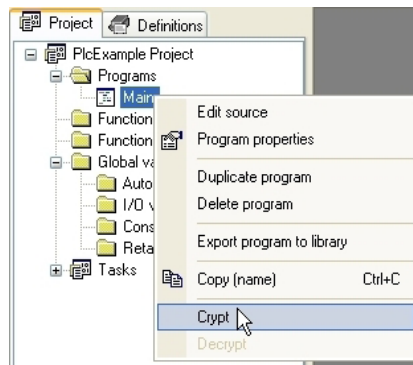 Project Definitions
PlcExample Project
Programs
Main
Edit source
Function
Function
Program properties
Global va
Duplicate program
Auto
I/O v
Delete program
Cons
Export program to library
Reta
Tasks
Copy (name) Ctrl+C
Crypt
Decrypt